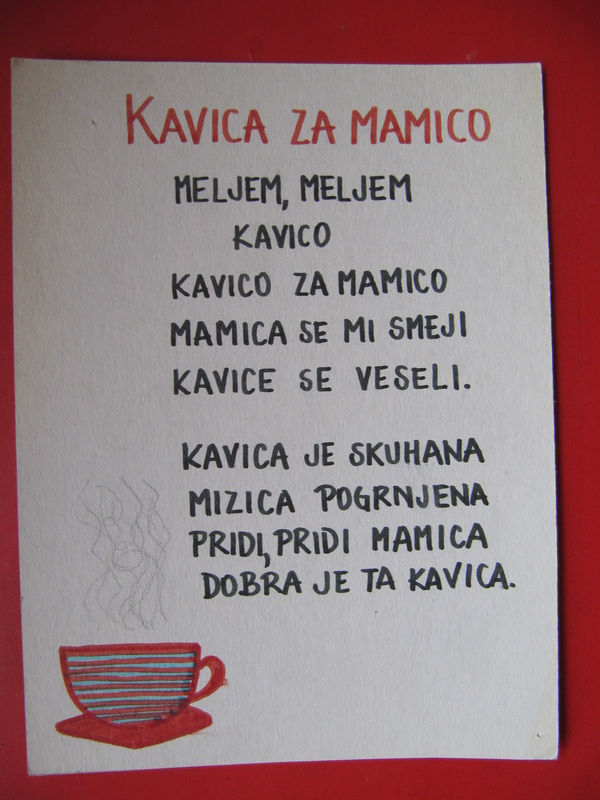 KAVICA ZA MAMICO
MELJEM, MELJEM
KAVICO
KAVICO ZA MAMICO
MAMICA SE MI SMEJI
KAVICE SE VESELI.
KAVICA JE SKUHANA
MIZICA POGRNJENA
PRIDI, PRIDI MAMICA
DOBRA JE TA KAVICA.